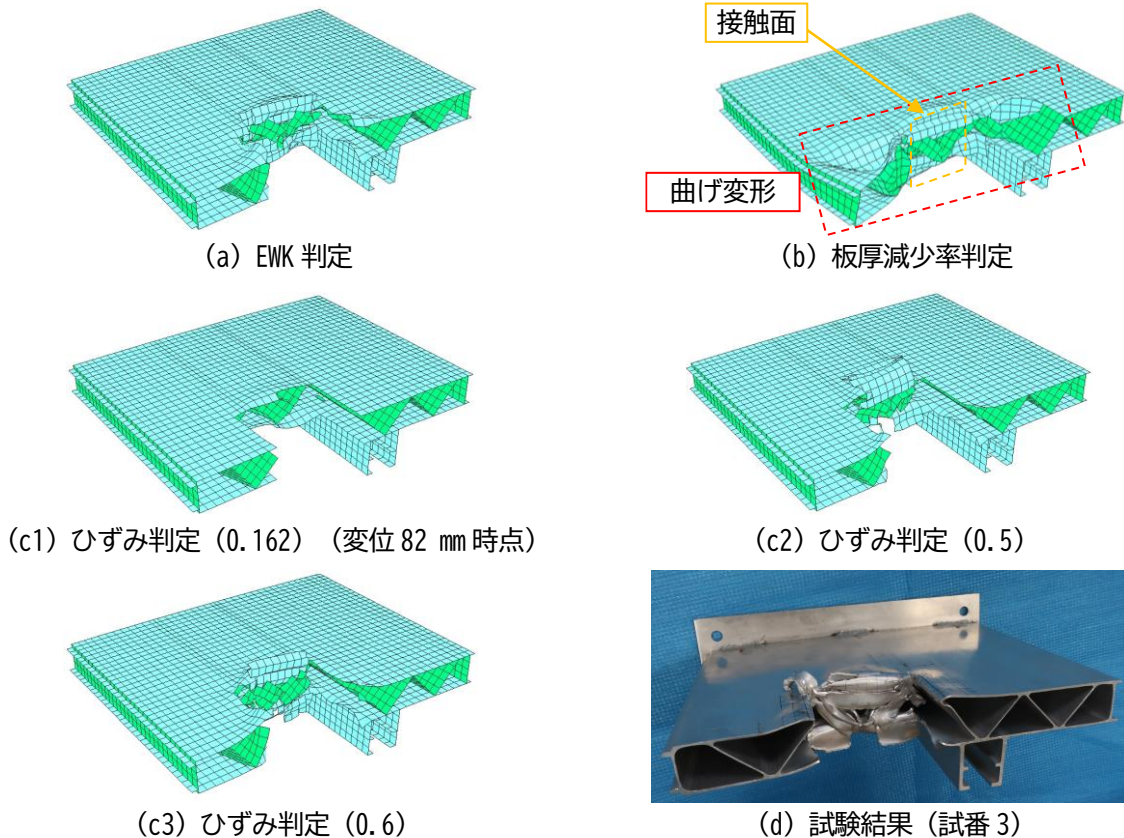 接触面
曲げ変形
(a) EWK 判定
(b) 板厚減少率判定
(c1) ひずみ判定（0.162）（変位 82 mm 時点）
(c2) ひずみ判定（0.5）
(c3) ひずみ判定（0.6）
(d) 試験結果（試番 3）